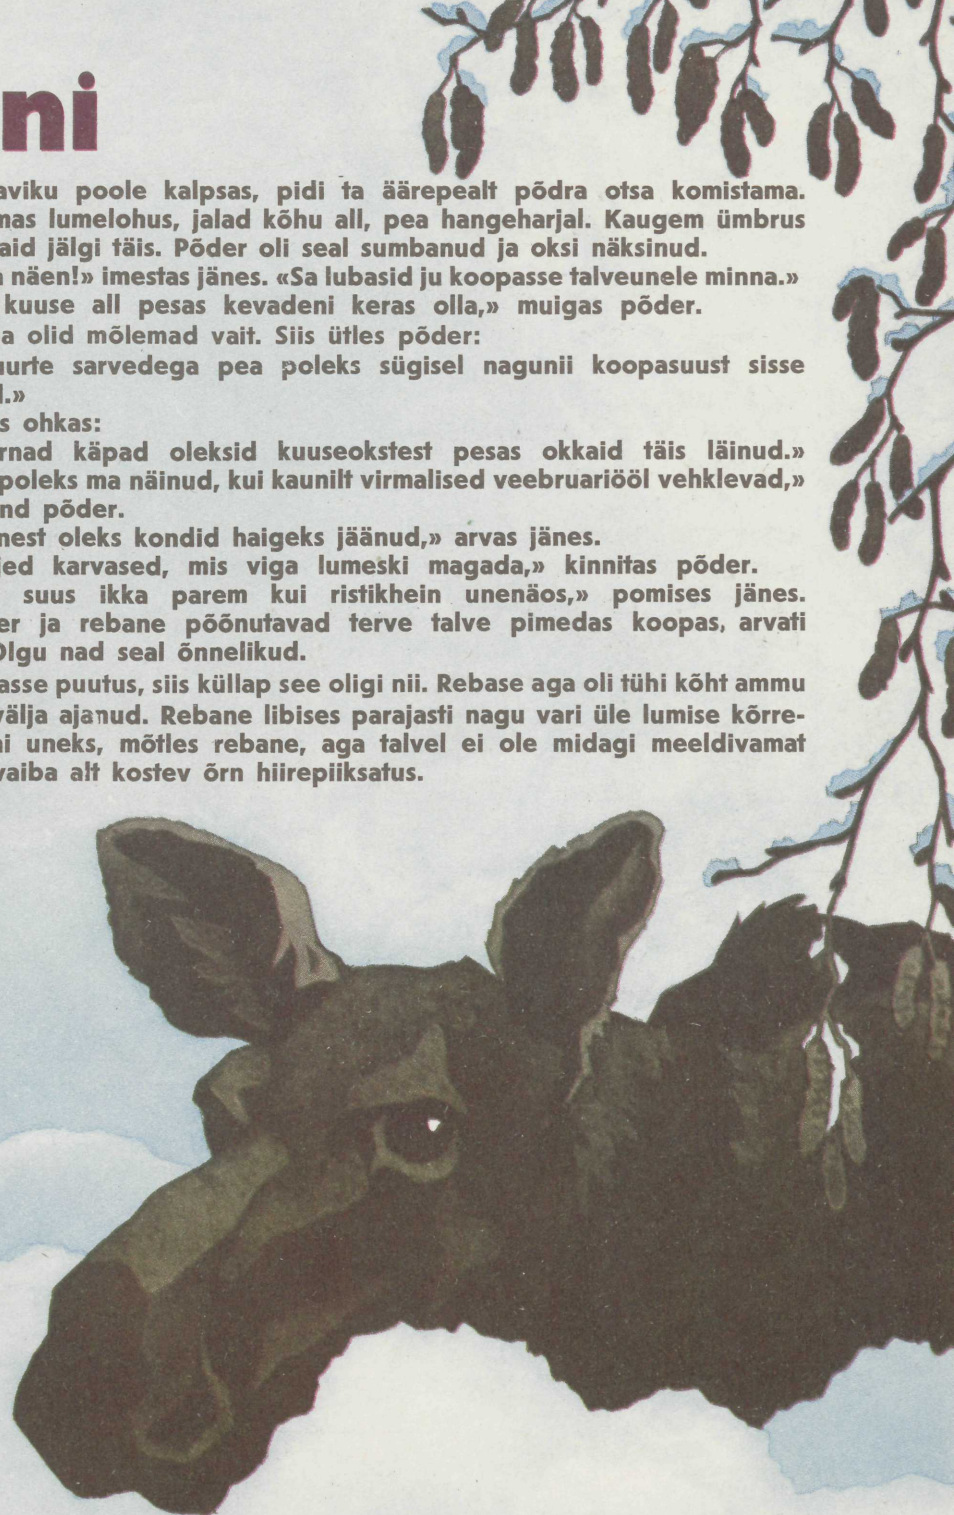 ni
aviku poole kalpsas, pidi ta äärepealt põdra otsa komistama.
mas lumelohus, jalad kõhu all, pea hangeharjal. Kaugem ümbrus
aid jälgi täis. Põder oli seal sumbanud ja oksi näksinud.
näen!» imestas jänes. «Sa lubasid ju koopasse talveunele minna.»
kuuse all pesas kevadeni keras olla,» muigas põder.
a olid mõlemad vait. Siis ütles põder:
uurte sarvedega pea poleks sügisel nagunii koopasuust sisse
l.»
s ohkas:
rnad käpad oleksid kuuseokstest pesas okkaid täis läinud.»
poleks ma näinud, kui kaunilt virmalised veebruariööl vehklevad,»
nd põder.
nest oleks kondid haigeks jäänud,» arvas jänes.
jed karvased, mis viga lumeski magada,» kinnitas põder.
suus ikka parem kui ristikhein unenäos,» pomises jänes.
er ja rebane põõnutavad terve talve pimedas koopas, arvati
Olgu nad seal õnnelikud.
asse puutus, siis küllap see oligi nii. Rebase aga oli tühi kõht ammu
välja ajanud. Rebane libises parajasti nagu vari üle lumise kõrre-
ni uneks, mõtles rebane, aga talvel ei ole midagi meeldivamat
vaiba alt kostev õrn hiirepiiksatus.